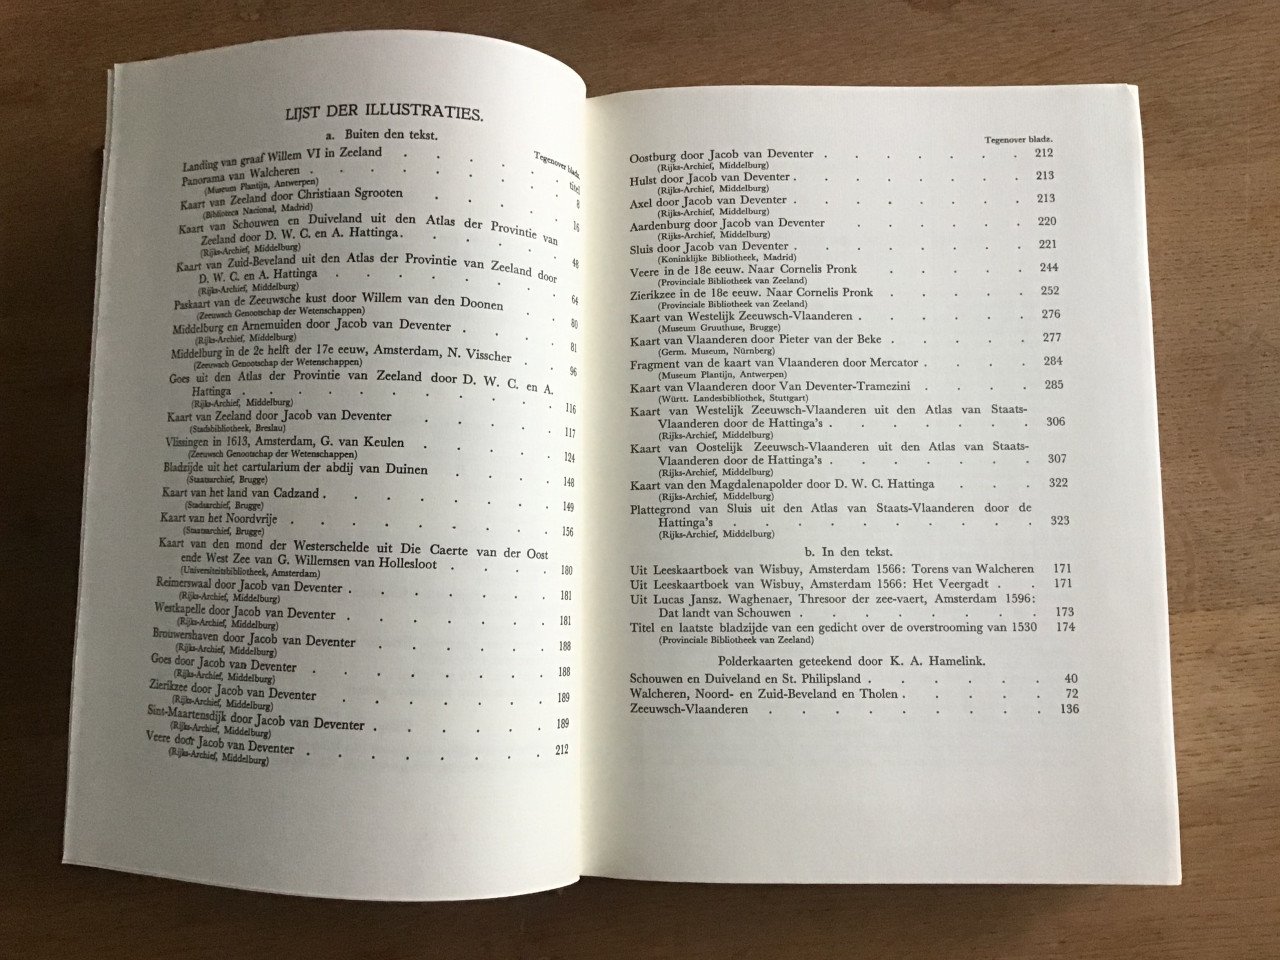 LIJST DER ILLUSTRATIES.
a. Buiten den tekst.
Tegenover bladz.
Landing van graaf Willem VI in Zeeland . . . . . titel
Panorama van Walcheren . . . . . . . . 8
(Museum Plantijn, Antwerpen)
Kaart van Zeeland door Christiaan Sgrooten . . . . 16
(Biblioteca Nacional, Madrid)
Kaart van Schouwen en Duiveland uit den Atlas der Provintie van
Zeeland door D. W. C. en A. Hattinga . . . . . 48
(Rijks-Archief, Middelburg)
Kaart van Zuid-Beveland uit den Atlas der Provintie van Zeeland door
D. W. C. en A. Hattinga . . . . . . . 64
(Rijks-Archief, Middelburg)
Paskaart van de Zeeuwsche kust door Willem van den Doonen . . 80
(Zeeuwsch Genootschap der Wetenschappen)
Middelburg en Arnemuiden door Jacob van Deventer . . . 81
(Rijks-Archief, Middelburg)
Middelburg in de 2e helft der 17e eeuw, Amsterdam, N. Visscher . . 96
(Zeeuwsch Genootschap der Wetenschappen)
Goes uit den Atlas der Provintie van Zeeland door D. W. C. en A.
Hattinga . . . . . . . . . 116
(Rijks-Archief, Middelburg)
Kaart van Zeeland door Jacob van Deventer . . . . 117
(Stadsbibliotheek, Breslau)
Vlissingen in 1613, Amsterdam, G. van Keulen . . . . 124
(Zeeuwsch Genootschap der Wetenschappen)
Bladzijde uit het cartularium der abdij van Duinen . . . 148
(Staatsarchief, Brugge)
Kaart van het land van Cadzand . . . . . . 149
(Stadsarchief, Brugge)
Kaart van het Noordvrije . . . . . . . 156
(Staatsarchief, Brugge)
Kaart van den mond der Westerschelde uit Die Caerte van der Oost
ende West Zee van G. Willemsen van Hollesloot . . . . 180
(Universiteitsbibliotheek, Amsterdam)
Reimerswaal door Jacob van Deventer . . . . . . 181
(Rijks-Archief, Middelburg)
Westkapelle door Jacob van Deventer . . . . . . 181
(Rijks-Archief, Middelburg)
Brouwershaven door Jacob van Deventer . . . . . 188
(Rijks-Archief, Middelburg)
Goes door Jacob van Deventer . . . . . . . 188
(Rijks-Archief, Middelburg)
Zierikzee door Jacob van Deventer . . . . . . 189
(Rijks-Archief, Middelburg)
Sint-Maartensdijk door Jacob van Deventer . . . . . 189
(Rijks-Archief, Middelburg)
Veere door Jacob van Deventer . . . . . . 212
(Rijks-Archief, Middelburg)
Tegenover bladz.
Oostburg door Jacob van Deventer . . . . . . 212
(Rijks-Archief, Middelburg)
Hulst door Jacob van Deventer . . . . . . . 213
(Rijks-Archief, Middelburg)
Axel door Jacob van Deventer . . . . . . . 213
(Rijks-Archief, Middelburg)
Aardenburg door Jacob van Deventer . . . . . 220
(Rijks-Archief, Middelburg)
Sluis door Jacob van Deventer . . . . . . . 221
(Koninklijke Bibliotheek, Madrid)
Veere in de 18e eeuw. Naar Cornelis Pronk . . . . 244
(Provinciale Bibliotheek van Zeeland)
Zierikzee in de 18e eeuw. Naar Cornelis Pronk . . . . 252
(Provinciale Bibliotheek van Zeeland)
Kaart van Westelijk Zeeuwsch-Vlaanderen . . . . . 276
(Museum Gruuthuse, Brugge)
Kaart van Vlaanderen door Pieter van der Beke . . . . 277
(Germ. Museum, Nürnberg)
Fragment van de kaart van Vlaanderen door Mercator . . . 284
(Museum Plantijn, Antwerpen)
Kaart van Vlaanderen door Van Deventer-Tramezini . . . 285
(Württ. Landesbibliothek, Stuttgart)
Kaart van Westelijk Zeeuwsch-Vlaanderen uit den Atlas van Staats-
Vlaanderen door de Hattinga's . . . . . . 306
(Rijks-Archief, Middelburg)
Kaart van Oostelijk Zeeuwsch-Vlaanderen uit den Atlas van Staats-
Vlaanderen door de Hattinga's . . . . . . 307
(Rijks-Archief, Middelburg)
Kaart van den Magdalenapolder door D. W. C. Hattinga . . . 322
(Rijks-Archief, Middelburg)
Plattegrond van Sluis uit den Atlas van Staats-Vlaanderen door de
Hattinga's . . . . . . . . 323
(Rijks-Archief, Middelburg)
b. In den tekst.
Uit Leeskaartboek van Wisbuy, Amsterdam 1566: Torens van Walcheren 171
Uit Leeskaartboek van Wisbuy, Amsterdam 1566: Het Veergadt . . 171
Uit Lucas Jansz. Waghenaer, Thresoor der zee-vaert, Amsterdam 1596:
Dat landt van Schouwen . . . . . . . 173
Titel en laatste bladzijde van een gedicht over de overstrooming van 1530 174
(Provinciale Bibliotheek van Zeeland)
Polderkaarten geteekend door K. A. Hamelink.
Schouwen en Duiveland en St. Philipsland . . . . . 40
Walcheren, Noord- en Zuid-Beveland en Tholen . . . . 72
Zeeuwsch-Vlaanderen . . . . . . . . 136